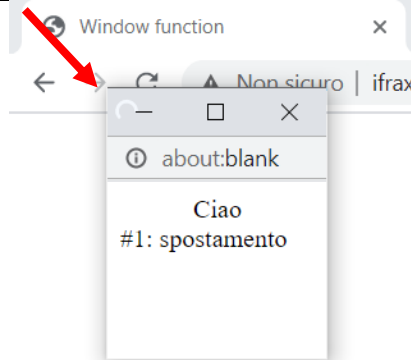 Window function
Non sicuro | ifrax
about:blank
Ciao
#1: spostamento